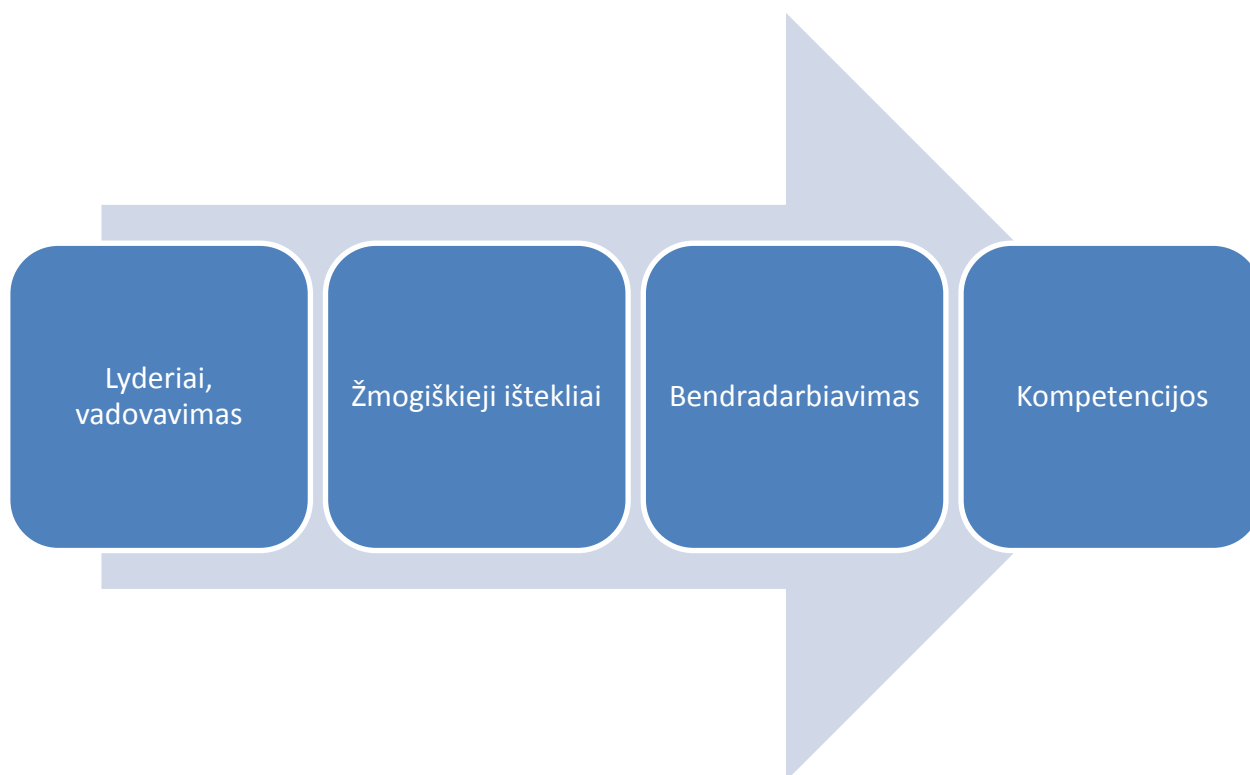 Lyderiai,
vadovavimas
Žmogiškieji ištekliai
Bendradarbiavimas
Kompetencijos